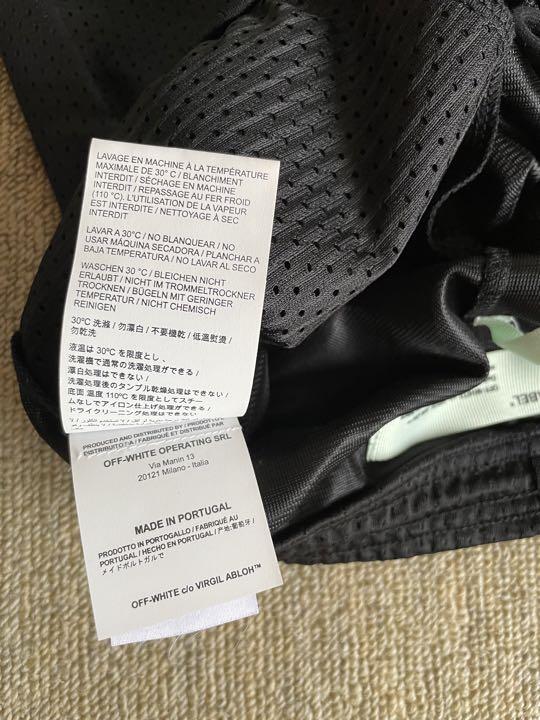 LAVAGE EN MACHINE À LA TEMPÉRATURE
MAXIMALE DE 30° C / BLANCHIMENT
INTERDIT / SÉCHAGE EN MACHINE
INTERDIT / REPASSAGE AU FER FROID
(110 °C). L'UTILISATION DE LA VAPEUR
EST INTERDITE / NETTOYAGE À SEC
INTERDIT
LAVAR A 30°C / NO BLANQUEAR / NO
USAR MÁQUINA SECADORA / PLANCHAR A
BAJA TEMPERATURA / NO LAVAR AL SECO
WASCHEN 30 °C / BLEICHEN NICHT
ERLAUBT / NICHT IM TROMMELTROCKNER
TROCKNEN / BÜGELN MIT GERINGER
TEMPERATUR / NICHT CHEMISCH
REINIGEN
30ºC 洗滌 / 勿漂白 / 不要機乾 / 低溫熨燙 /
勿乾洗
液温は 30℃ を限度とし、
洗濯機で通常の洗濯処理ができる /
漂白処理はできない /
洗濯処理後のタンブル乾燥処理はできない /
底面 温度 110℃ を限度としてスチー
ムなしでアイロン仕上げ処理ができる /
ドライクリーニング処理はできない
PRODUCED AND DISTRIBUTED BY / PRODOTTO E
DISTRIBUITO DA / FABRIQUÉ ET DISTRIBUÉ PAR
OFF-WHITE OPERATING SRL
Via Manin 13
20121 Milano - Italia
MADE IN PORTUGAL
PRODOTTO IN PORTOGALLO / FABRIQUÉ AU
PORTUGAL / HECHO EN PORTUGAL / 产地:葡萄牙 /
メイドポルトガルで
OFF-WHITE c/o VIRGIL ABLOH™